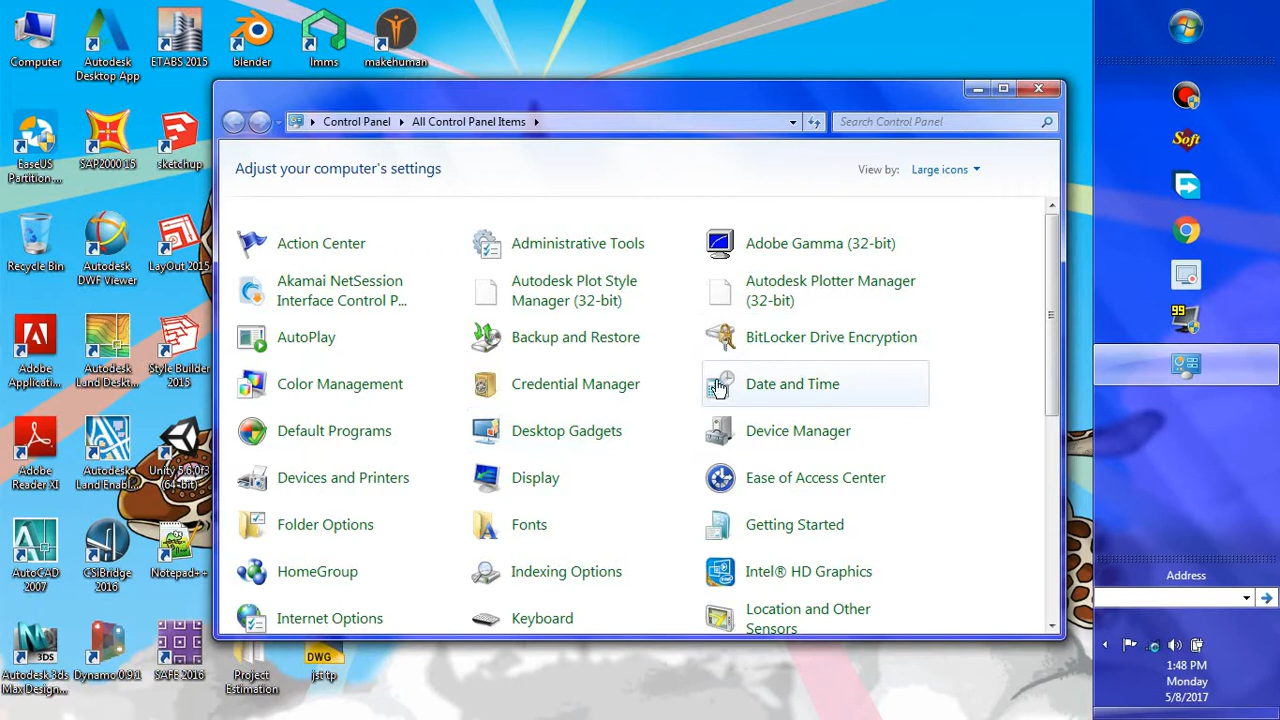 Computer
Autodesk
Desktop App
ETABS 2015
blender
lmms
makehuman
EaseUS
Partition ...
SAP2000 15
sketchup
Recycle Bin
Autodesk
DWF Viewer
LayOut 2015
Adobe
Applicati...
Autodesk
Land Deskt...
Style Builder
2015
Adobe
Reader XI
Autodesk
Land Enabl...
Unity 5.6.0f3
(64-bit)
AutoCAD
2007
CSiBridge
2016
Notepad++
Autodesk 3ds
Max Design...
Dynamo 0.9.1
SAFE 2016
Project
Estimation
DWG
jst tp
Control Panel
All Control Panel Items
Search Control Panel
Adjust your computer's settings
View by: Large icons
Action Center
Administrative Tools
Adobe Gamma (32-bit)
Akamai NetSession
Interface Control P...
Autodesk Plot Style
Manager (32-bit)
Autodesk Plotter Manager
(32-bit)
AutoPlay
Backup and Restore
BitLocker Drive Encryption
Color Management
Credential Manager
Date and Time
Default Programs
Desktop Gadgets
Device Manager
Devices and Printers
Display
Ease of Access Center
Folder Options
Fonts
Getting Started
HomeGroup
Indexing Options
Intel® HD Graphics
Internet Options
Keyboard
Location and Other
Sensors
Soft
99
Address
1:48 PM
Monday
5/8/2017